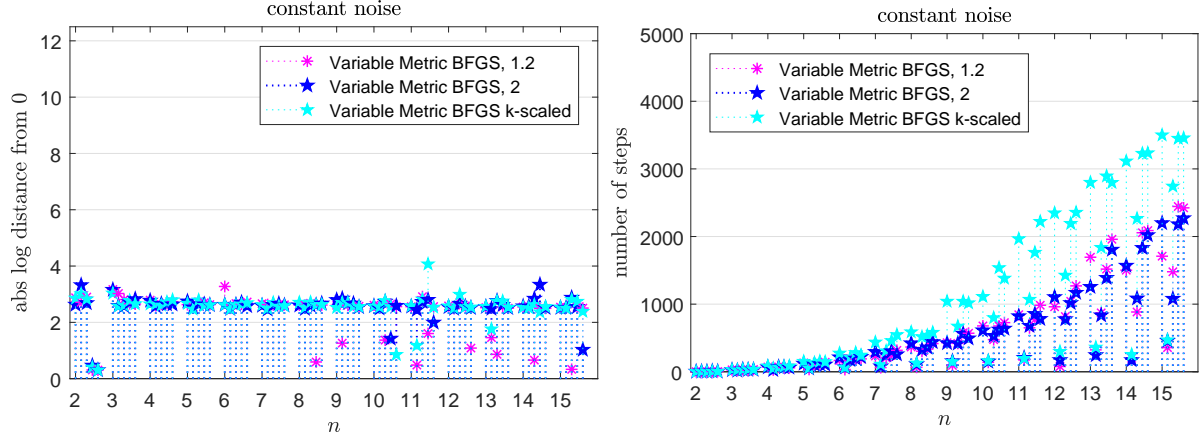 constant noise
12
10
8
6
4
2
0
abs log distance from 0
Variable Metric BFGS, 1.2
Variable Metric BFGS, 2
Variable Metric BFGS k-scaled
2 3 4 5 6 7 8 9 10 11 12 13 14 15
n
constant noise
5000
4000
3000
2000
1000
0
number of steps
Variable Metric BFGS, 1.2
Variable Metric BFGS, 2
Variable Metric BFGS k-scaled
2 3 4 5 6 7 8 9 10 11 12 13 14 15
n